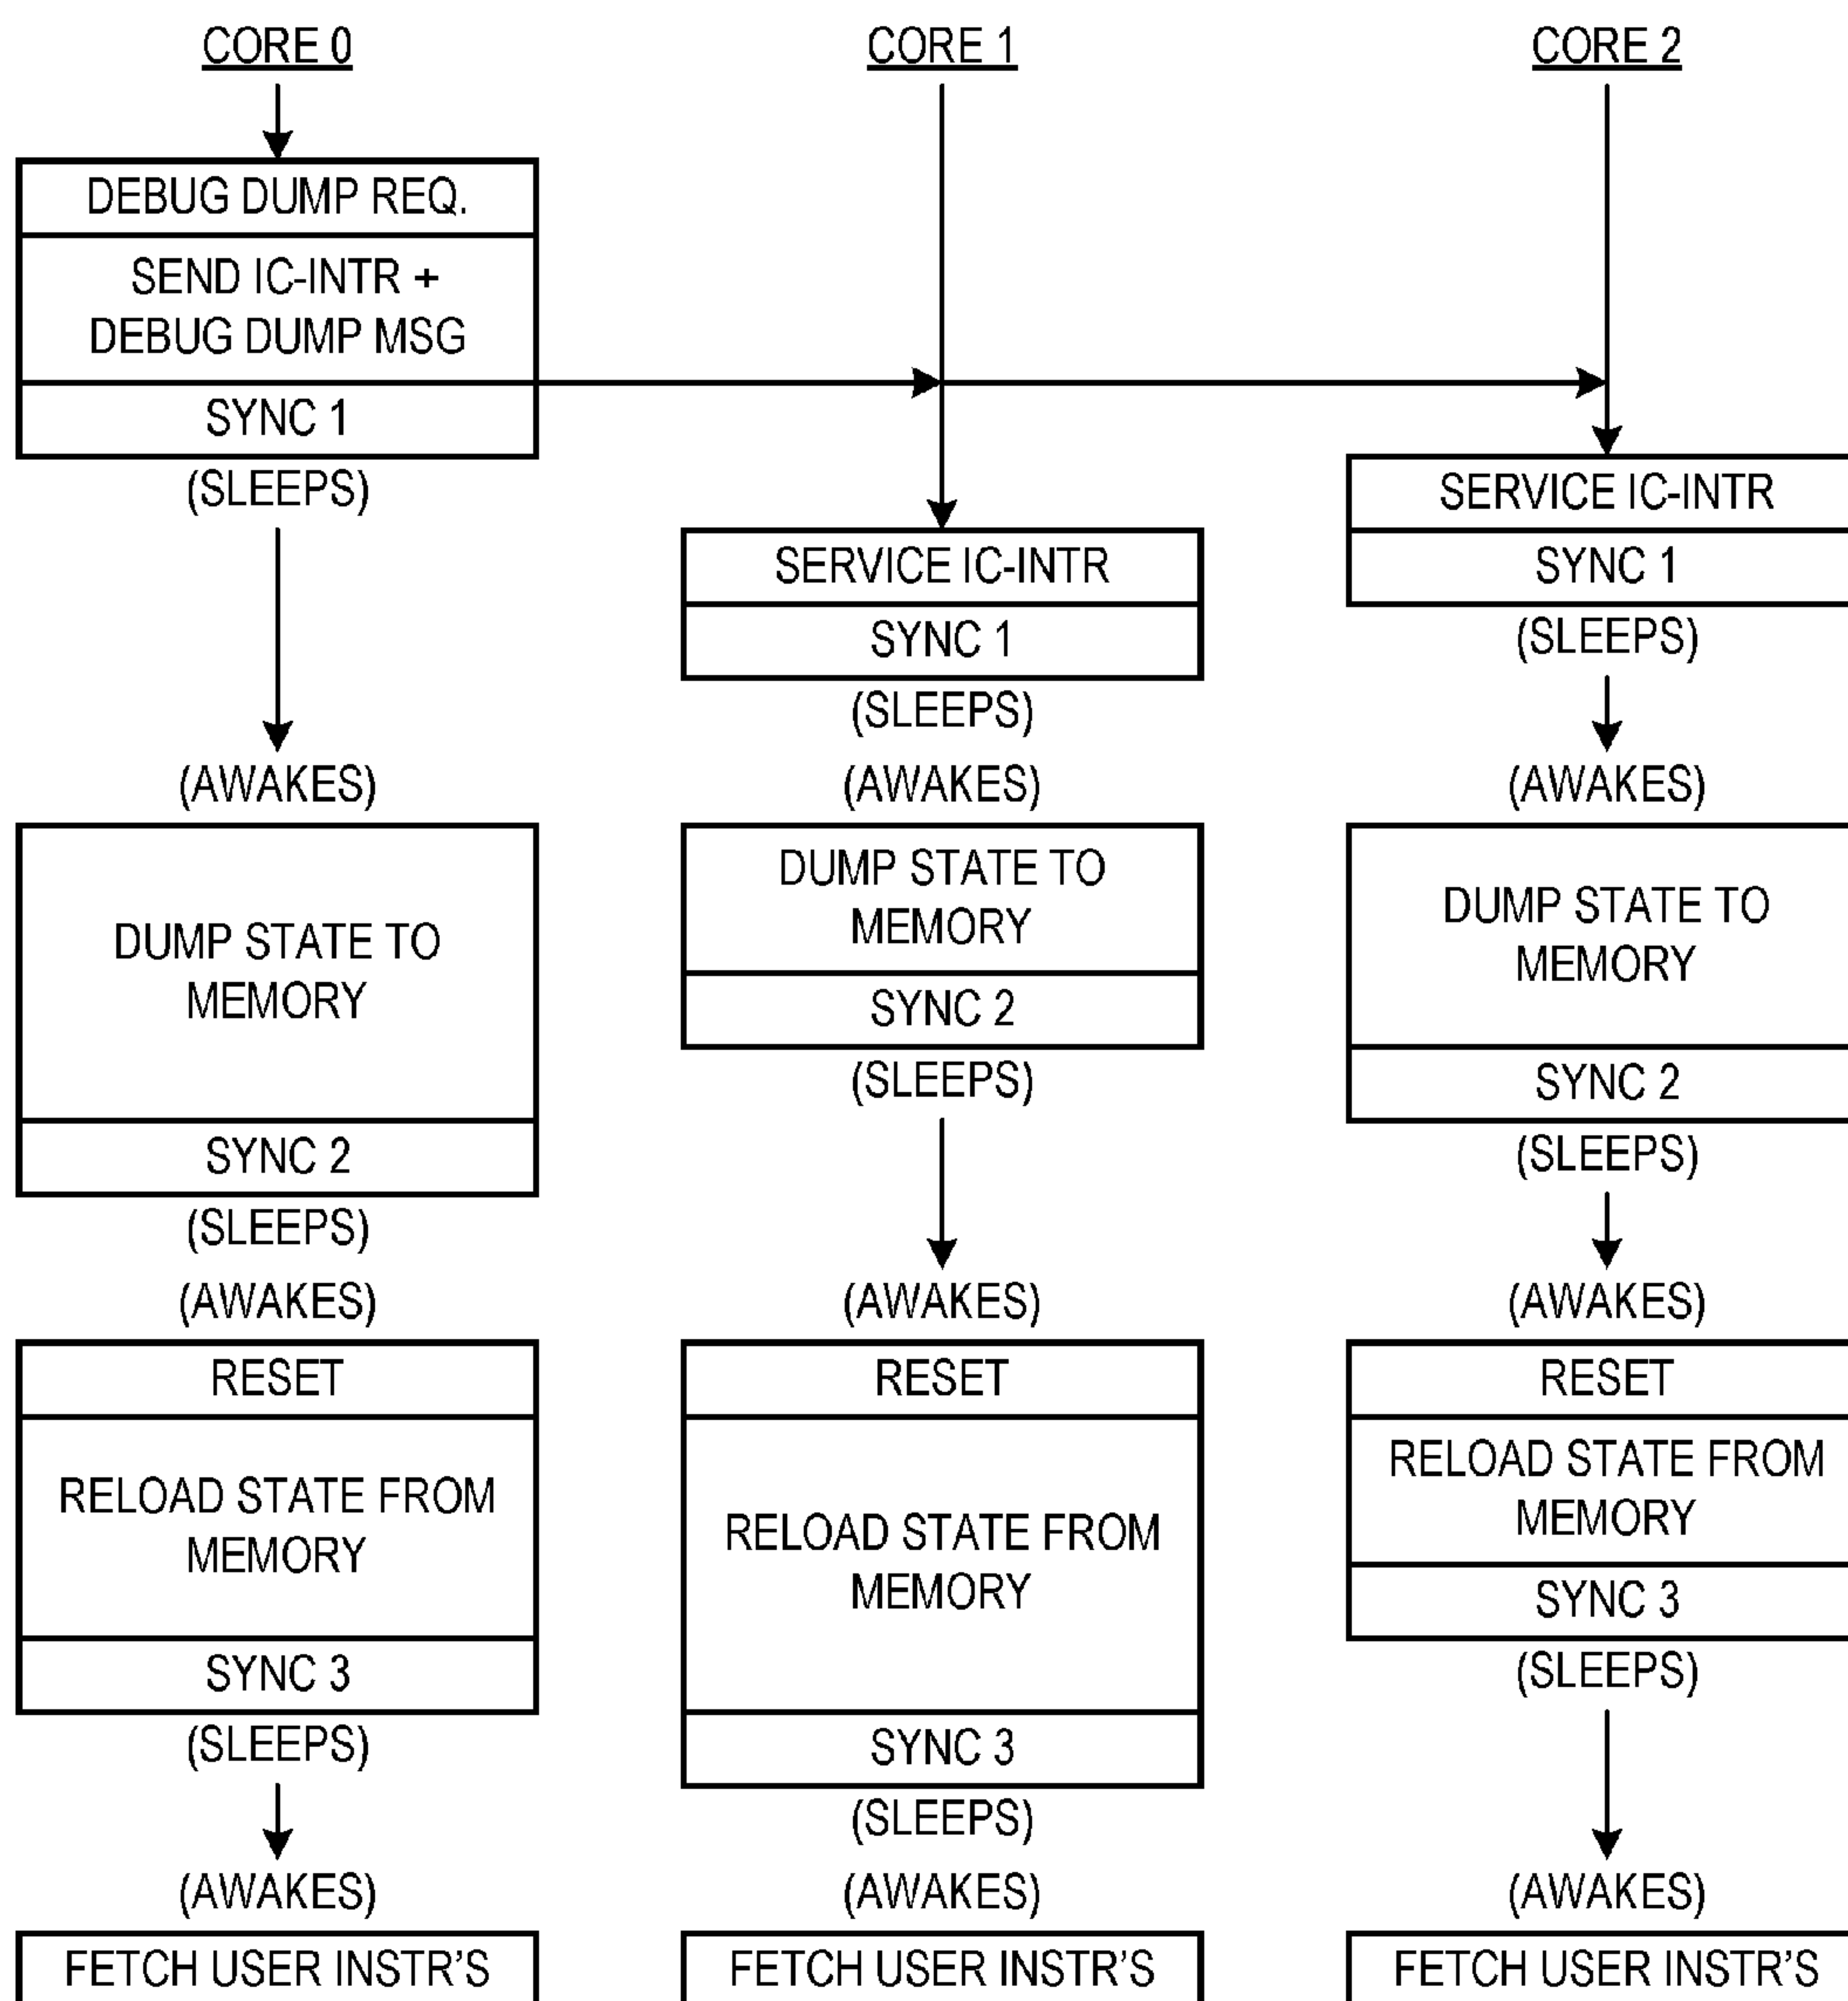 CORE 0
CORE 1
CORE 2
DEBUG DUMP REQ.
SEND IC-INTR +
DEBUG DUMP MSG
SYNC 1
(SLEEPS)
SERVICE IC-INTR
SYNC 1
(SLEEPS)
SERVICE IC-INTR
SYNC 1
(SLEEPS)
(AWAKES)
(AWAKES)
(AWAKES)
DUMP STATE TO
MEMORY
SYNC 2
(SLEEPS)
DUMP STATE TO
MEMORY
SYNC 2
(SLEEPS)
DUMP STATE TO
MEMORY
SYNC 2
(SLEEPS)
(AWAKES)
(AWAKES)
(AWAKES)
RESET
RELOAD STATE FROM
MEMORY
SYNC 3
(SLEEPS)
RESET
RELOAD STATE FROM
MEMORY
SYNC 3
(SLEEPS)
RESET
RELOAD STATE FROM
MEMORY
SYNC 3
(SLEEPS)
(AWAKES)
(AWAKES)
(AWAKES)
FETCH USER INSTR'S
FETCH USER INSTR'S
FETCH USER INSTR'S